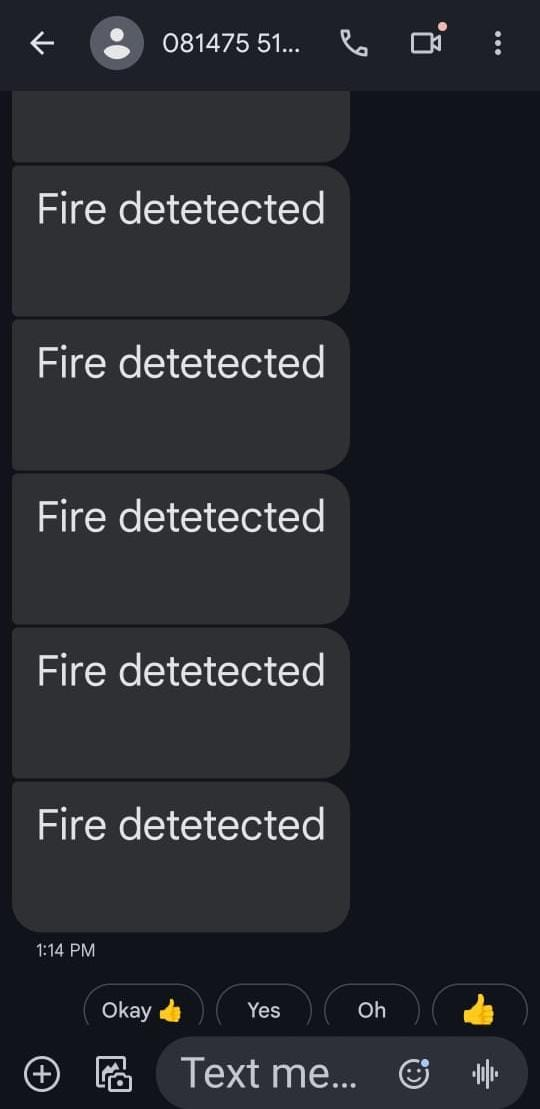 081475 51...
Fire detetected
Fire detetected
Fire detetected
Fire detetected
Fire detetected
1:14 PM
Okay 👍
Yes
Oh
👍
Text me...